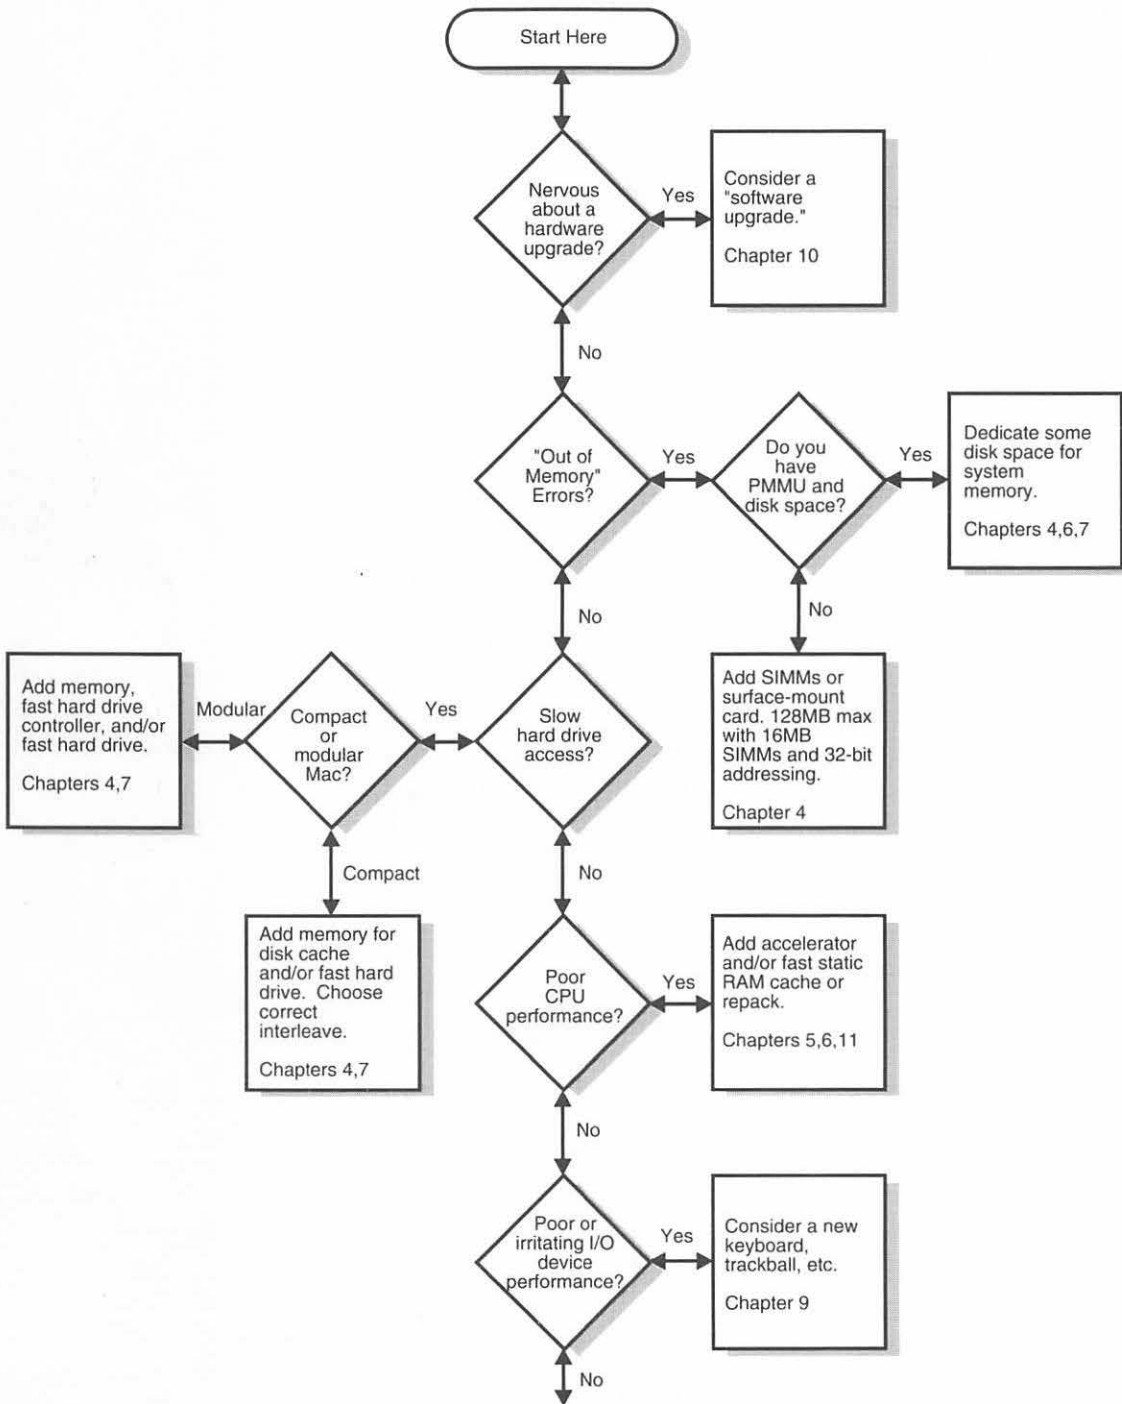 Start Here
Nervous
about a
hardware
upgrade?
Yes
Consider a
"software
upgrade."
Chapter 10
No
"Out of
Memory"
Errors?
Yes
Do you
have
PMMU and
disk space?
Yes
Dedicate some
disk space for
system
memory.
Chapters 4,6,7
No
No
Add SIMMs or
surface-mount
card. 128MB max
with 16MB
SIMMs and 32-bit
addressing.
Chapter 4
Slow
hard drive
access?
Yes
Compact
or
modular
Mac?
Modular
Add memory,
fast hard drive
controller, and/or
fast hard drive.
Chapters 4,7
Compact
Add memory for
disk cache
and/or fast hard
drive. Choose
correct
interleave.
Chapters 4,7
No
Poor
CPU
performance?
Yes
Add accelerator
and/or fast static
RAM cache or
repack.
Chapters 5,6,11
No
Poor or
irritating I/O
device
performance?
Yes
Consider a new
keyboard,
trackball, etc.
Chapter 9
No